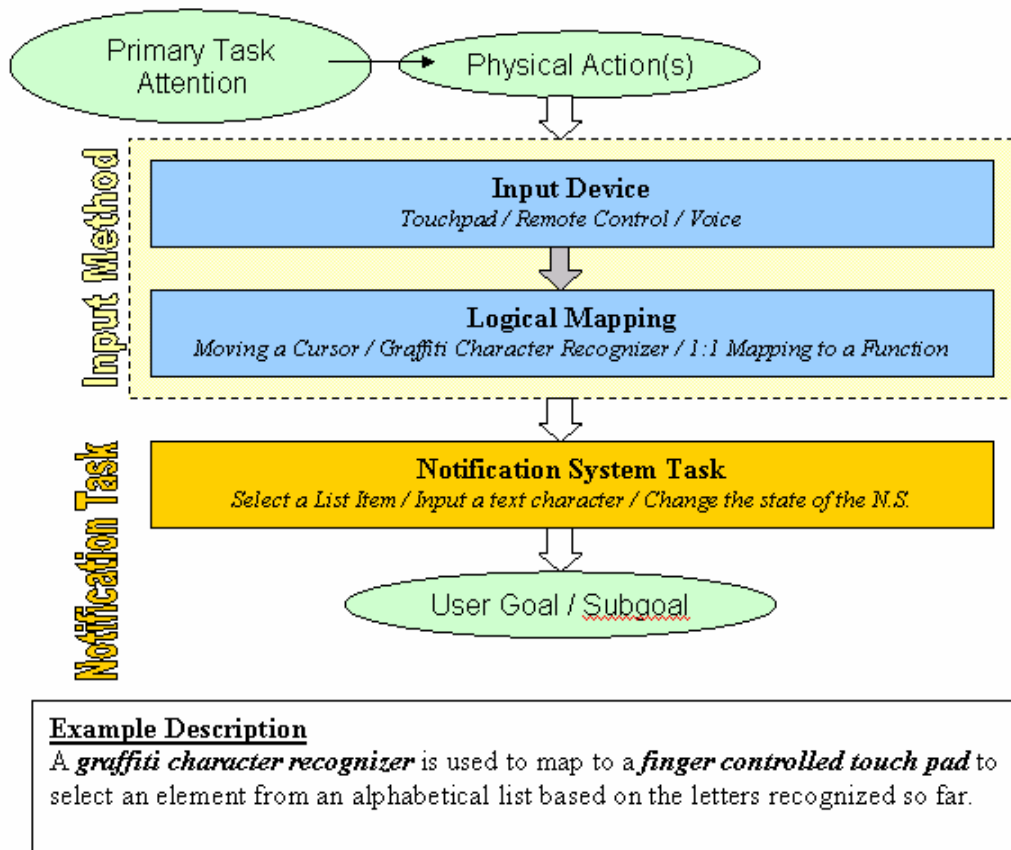 Primary Task
Attention
Physical Action(s)
Input Method
Input Device
Touchpad / Remote Control / Voice
Logical Mapping
Moving a Cursor / Graffiti Character Recognizer / 1:1 Mapping to a Function
Notification Task
Notification System Task
Select a List Item / Input a text character / Change the state of the N.S.
User Goal / Subgoal
Example Description
A graffiti character recognizer is used to map to a finger controlled touch pad to
select an element from an alphabetical list based on the letters recognized so far.